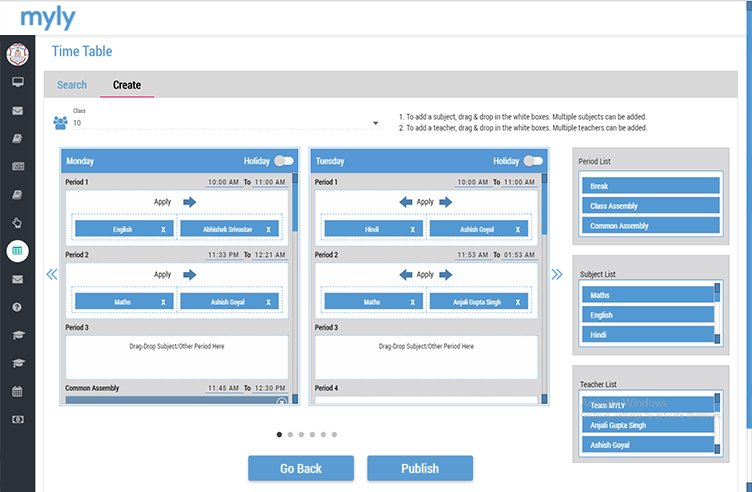 myly
Time Table
Search Create
Class
10
1. To add a subject, drag & drop in the white boxes. Multiple subjects can be added.
2. To add a teacher, drag & drop in the white boxes. Multiple teachers can be added.
Monday Holiday
Period 1 10:00 AM To 11:00 AM
Apply
English X Abhishek Srivastav X
Period 2 11:33 PM To 12:21 AM
Apply
Maths X Ashish Goyal X
Period 3
Drag-Drop Subject/Other Period Here
Common Assembly 11:45 AM To 12:30 PM
Tuesday Holiday
Period 1 10:00 AM To 11:00 AM
Apply
Hindi X Ashish Goyal X
Period 2 11:53 AM To 01:53 AM
Apply
Maths X Anjali Gupta Singh X
Period 3
Drag-Drop Subject/Other Period Here
Period 4
Period List
Break
Class Assembly
Common Assembly
Subject List
Maths
English
Hindi
Teacher List
Team MYLY
Anjali Gupta Singh
Ashish Goyal
Go Back Publish